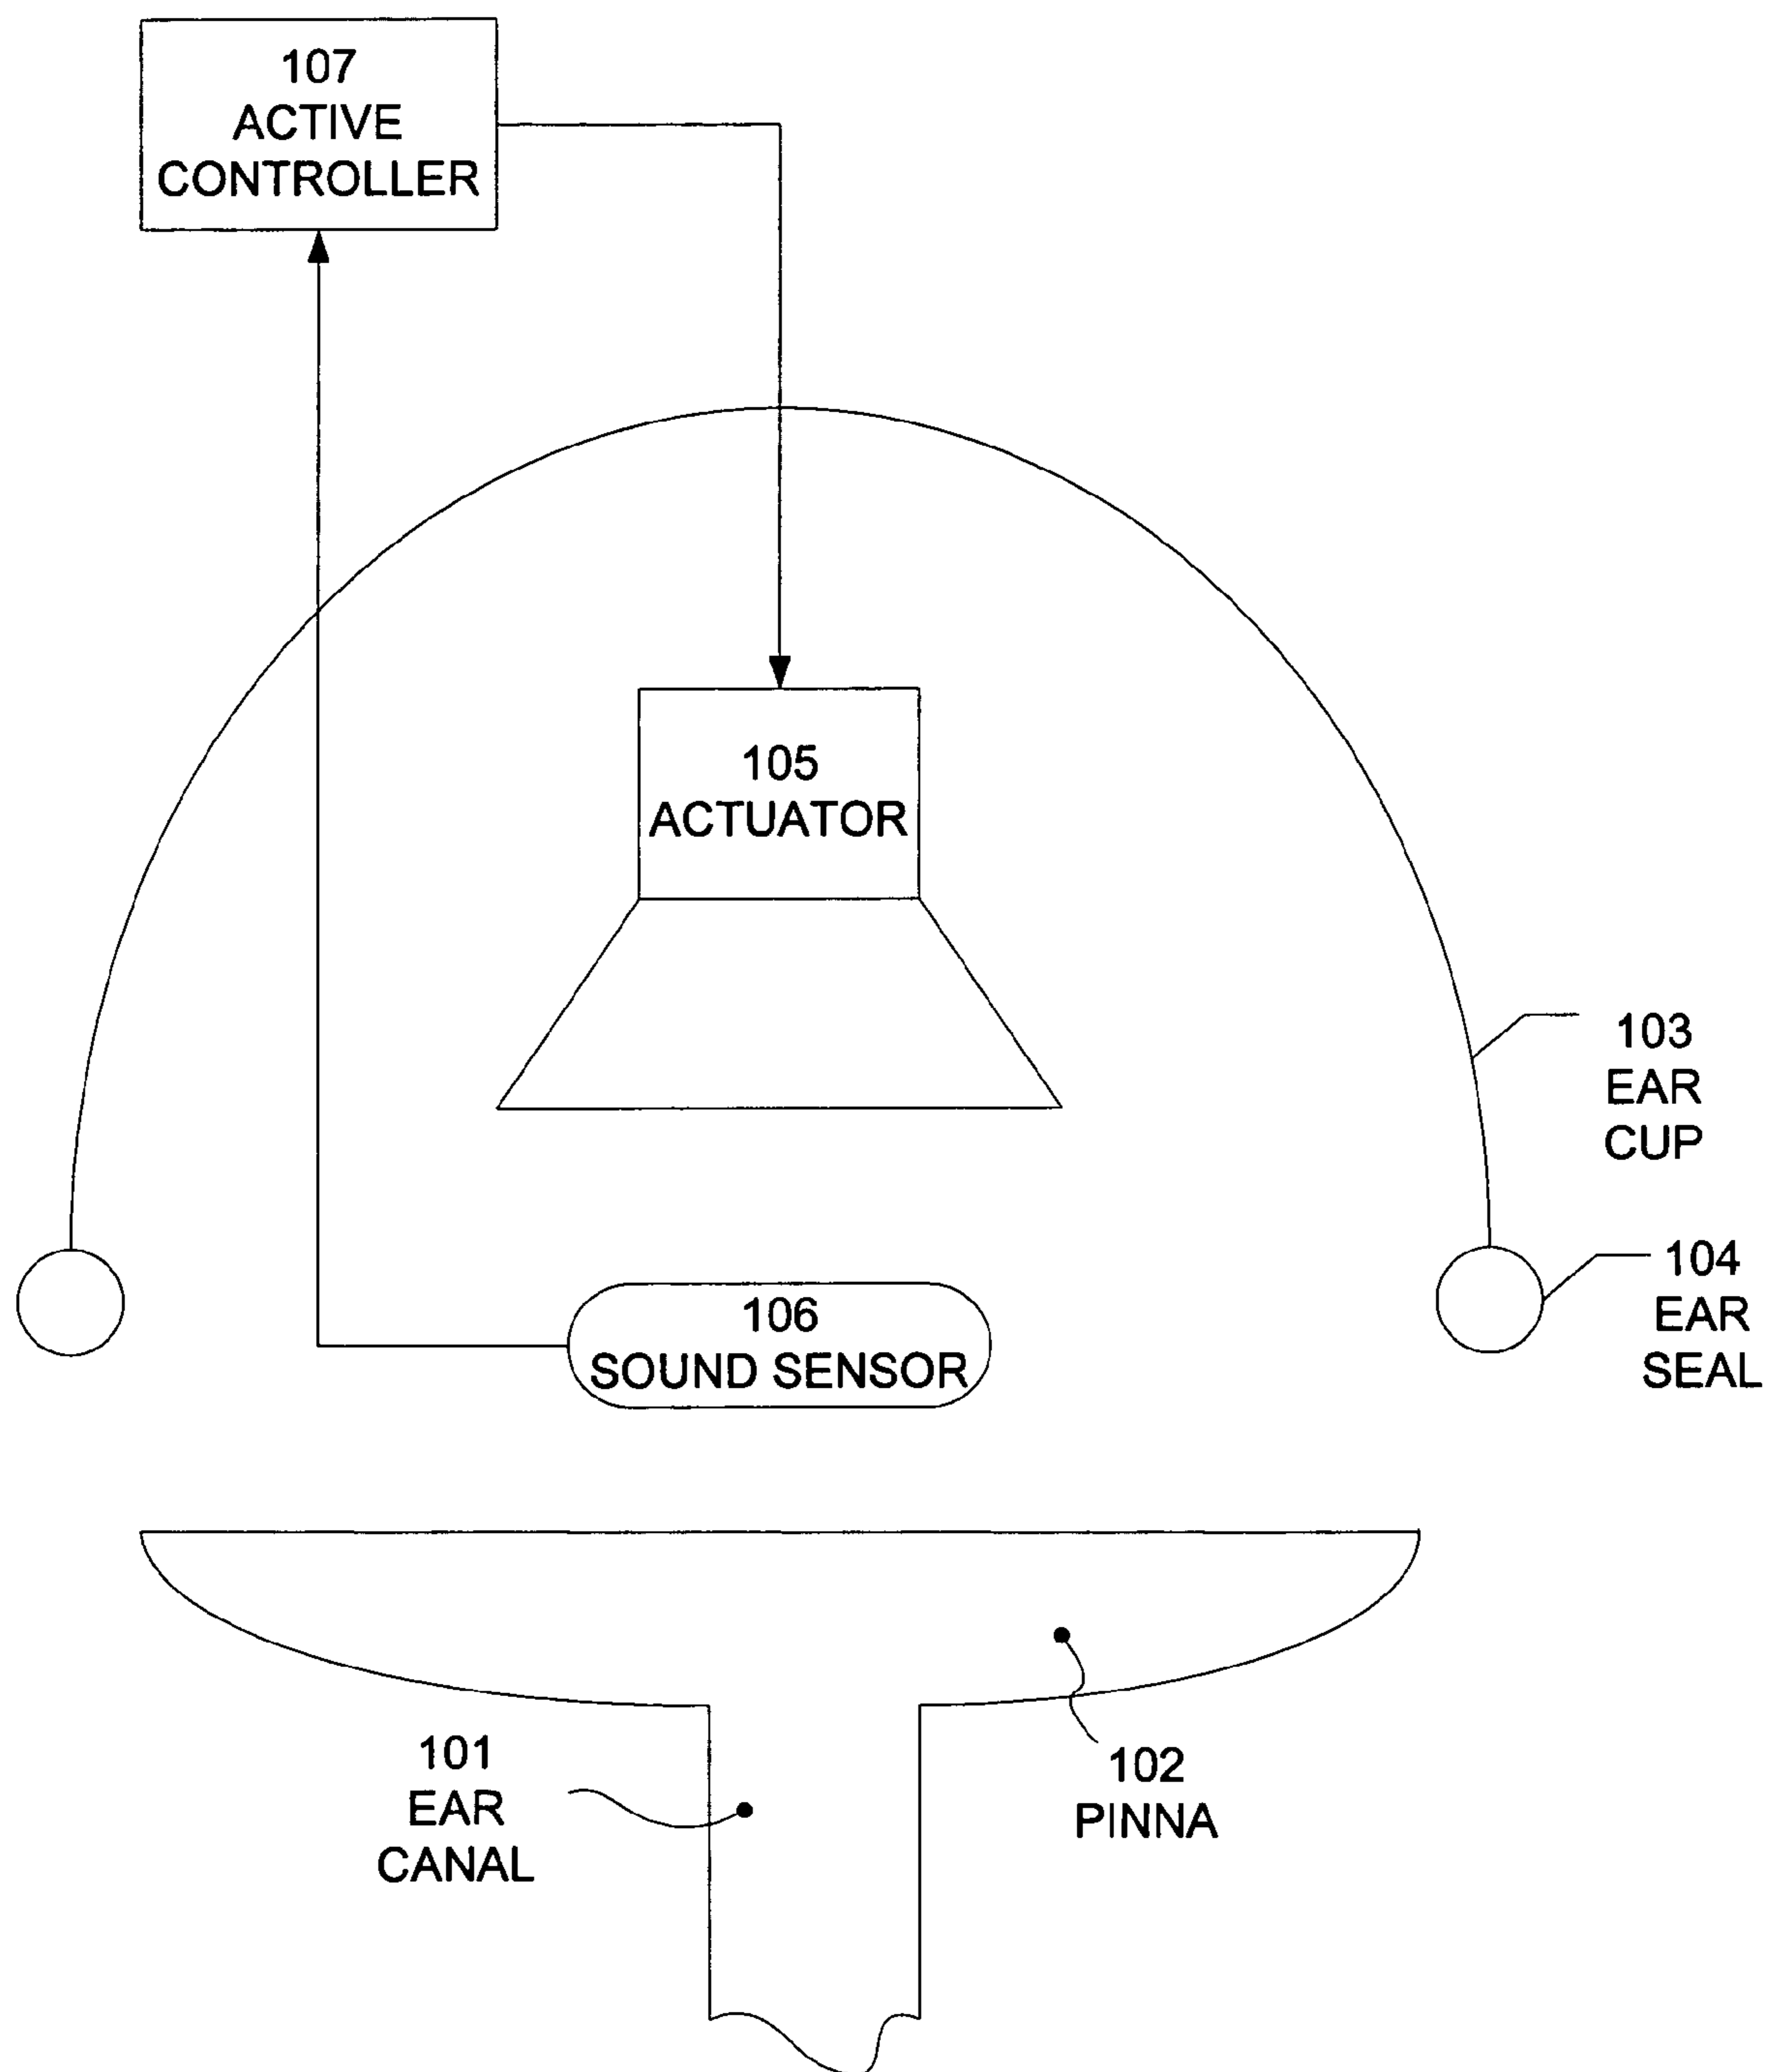 107
ACTIVE
CONTROLLER
105
ACTUATOR
103
EAR
CUP
104
EAR
SEAL
106
SOUND SENSOR
101
EAR
CANAL
102
PINNA